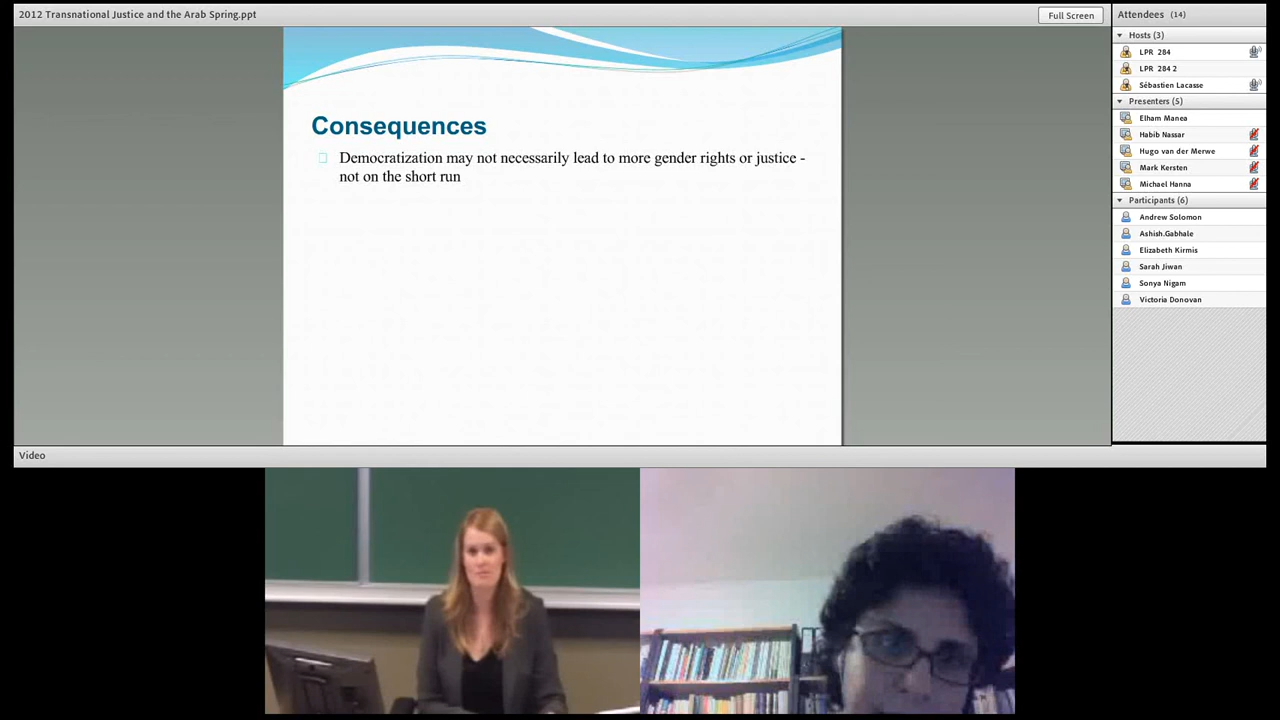 2012 Transnational Justice and the Arab Spring.ppt
Full Screen
Consequences
Democratization may not necessarily lead to more gender rights or justice -
not on the short run
Attendees (14)
Hosts (3)
LPR 284
LPR 284 2
Sébastien Lacasse
Presenters (5)
Elham Manea
Habib Nassar
Hugo van der Merwe
Mark Kersten
Michael Hanna
Participants (6)
Andrew Solomon
Ashish.Gabhale
Elizabeth Kirmis
Sarah Jiwan
Sonya Nigam
Victoria Donovan
Video